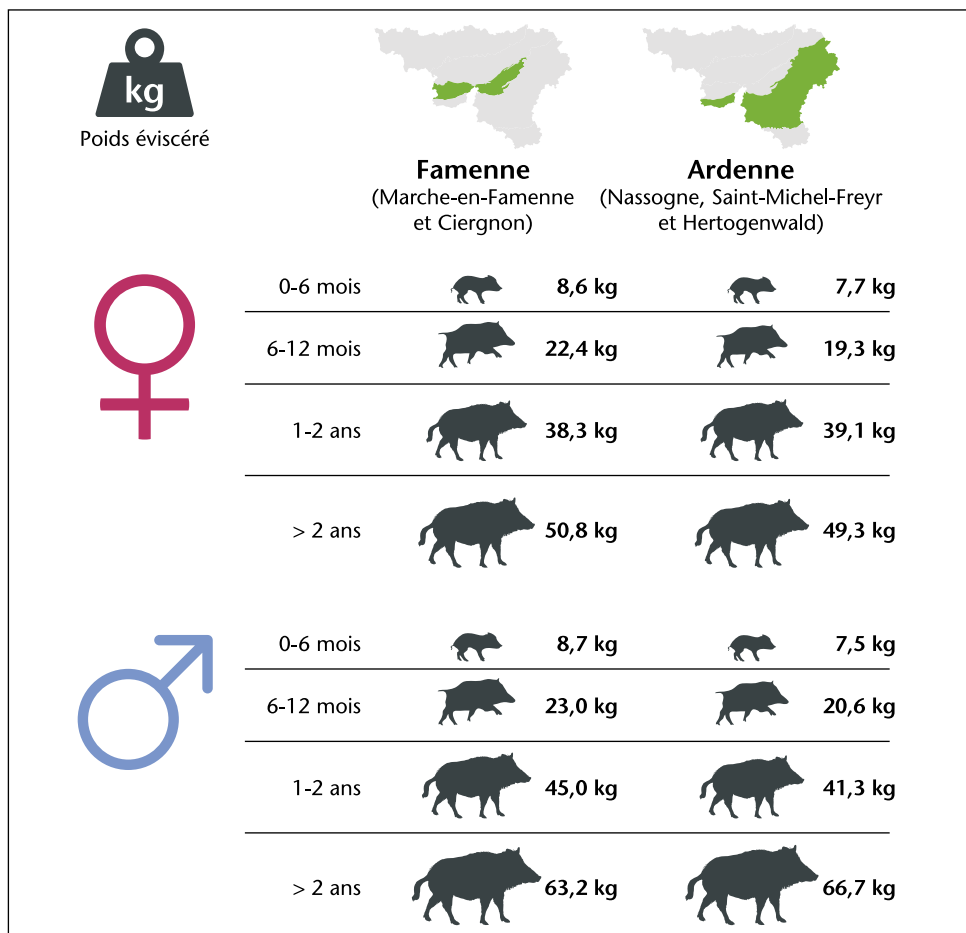 kg
Poids éviscéré
Famenne
(Marche-en-Famenne
et Ciergnon)
Ardenne
(Nassogne, Saint-Michel-Freyr
et Hertogenwald)
0-6 mois 8,6 kg 7,7 kg
6-12 mois 22,4 kg 19,3 kg
1-2 ans 38,3 kg 39,1 kg
> 2 ans 50,8 kg 49,3 kg
0-6 mois 8,7 kg 7,5 kg
6-12 mois 23,0 kg 20,6 kg
1-2 ans 45,0 kg 41,3 kg
> 2 ans 63,2 kg 66,7 kg